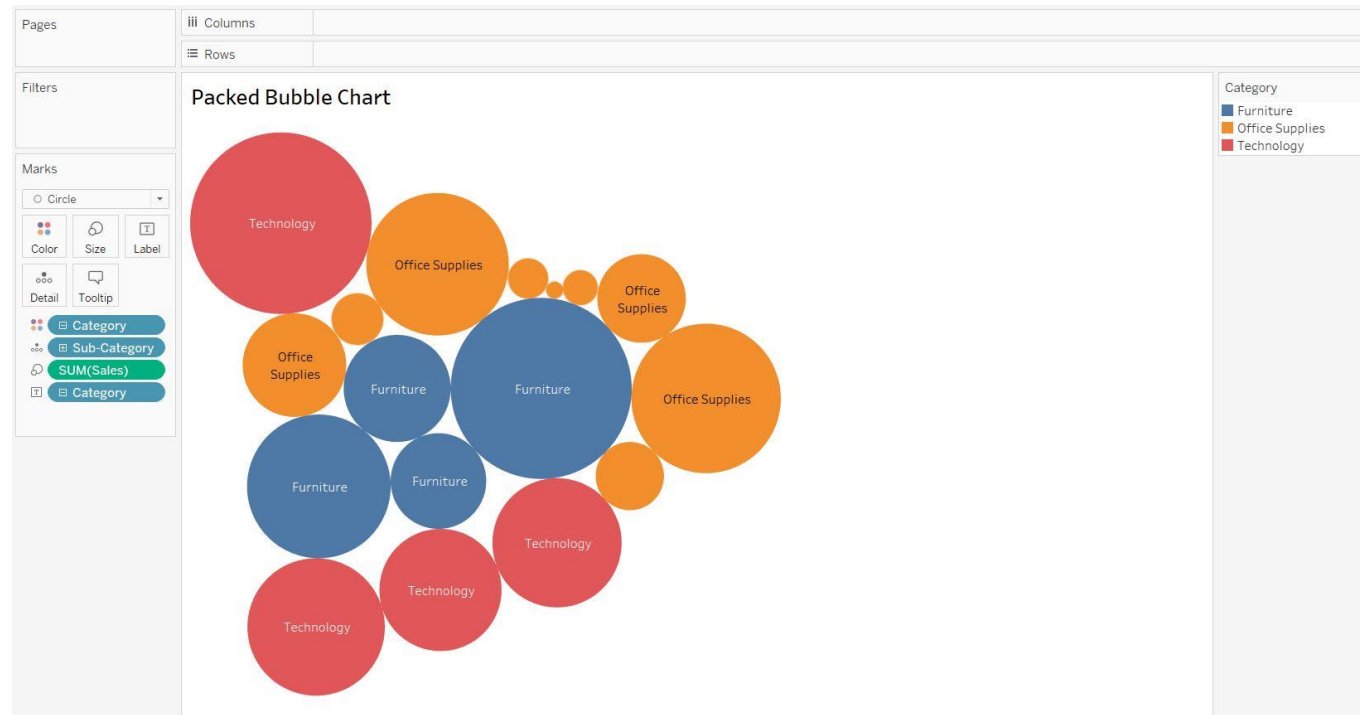 Pages
Columns
Rows
Filters
Packed Bubble Chart
Category
Furniture
Office Supplies
Technology
Marks
Circle
Color
Size
Label
Detail
Tooltip
Category
Sub-Category
SUM(Sales)
Category
Technology
Office Supplies
Office
Supplies
Office
Supplies
Furniture
Furniture
Office Supplies
Furniture
Furniture
Technology
Technology
Technology